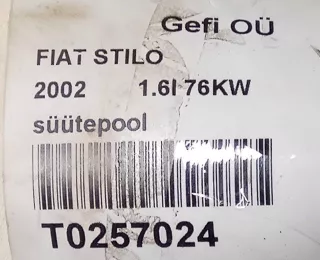 Gefi OÜ
FIAT STILO
2002 1.6l 76KW
süütepool
T0257024